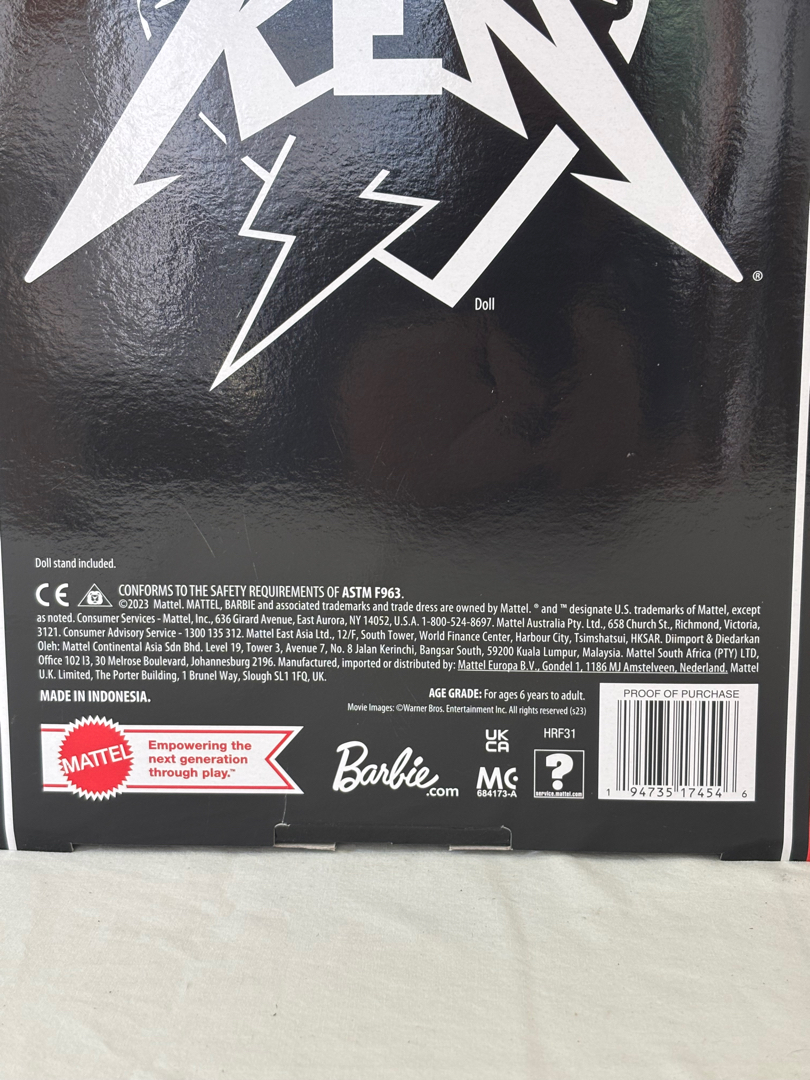 KEN
®
Doll
Doll stand included.
CE CONFORMS TO THE SAFETY REQUIREMENTS OF ASTM F963.
©2023 Mattel. MATTEL, BARBIE and associated trademarks and trade dress are owned by Mattel. ® and ™ designate U.S. trademarks of Mattel, except
as noted. Consumer Services - Mattel, Inc., 636 Girard Avenue, East Aurora, NY 14052, U.S.A. 1-800-524-8697. Mattel Australia Pty. Ltd., 658 Church St., Richmond, Victoria,
3121. Consumer Advisory Service - 1300 135 312. Mattel East Asia Ltd., 12/F, South Tower, World Finance Center, Harbour City, Tsimshatsui, HKSAR. Diimport & Diedarkan
Oleh: Mattel Continental Asia Sdn Bhd. Level 19, Tower 3, Avenue 7, No. 8 Jalan Kerinchi, Bangsar South, 59200 Kuala Lumpur, Malaysia. Mattel South Africa (PTY) LTD,
Office 102 I3, 30 Melrose Boulevard, Johannesburg 2196. Manufactured, imported or distributed by: Mattel Europa B.V., Gondel 1, 1186 MJ Amstelveen, Nederland. Mattel
U.K. Limited, The Porter Building, 1 Brunel Way, Slough SL1 1FQ, UK.
MADE IN INDONESIA.
AGE GRADE: For ages 6 years to adult.
Movie Images: ©Warner Bros. Entertainment Inc. All rights reserved (s23)
MATTEL
Empowering the
next generation
through play.™
Barbie.com
UK
CA
MC
684173-A
HRF31
?
service.mattel.com
PROOF OF PURCHASE
1 94735 17454 6